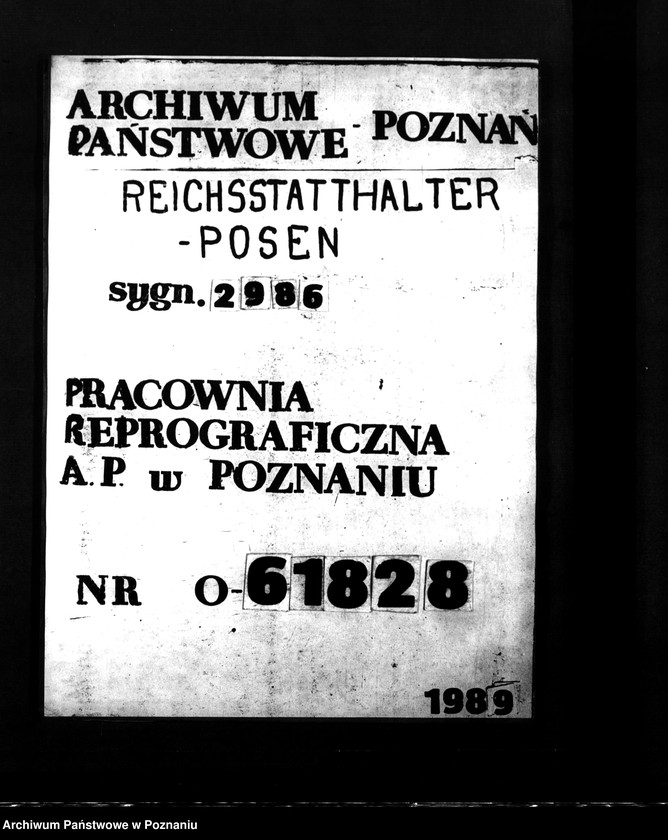 ARCHIWUM
PAŃSTWOWE - POZNAŃ
REICHSSTATTHALTER
-POSEN
sygn. 2986
PRACOWNIA
REPROGRAFICZNA
A.P. w POZNANIU
NR O-61828
1989
Archiwum Państwowe w Poznaniu